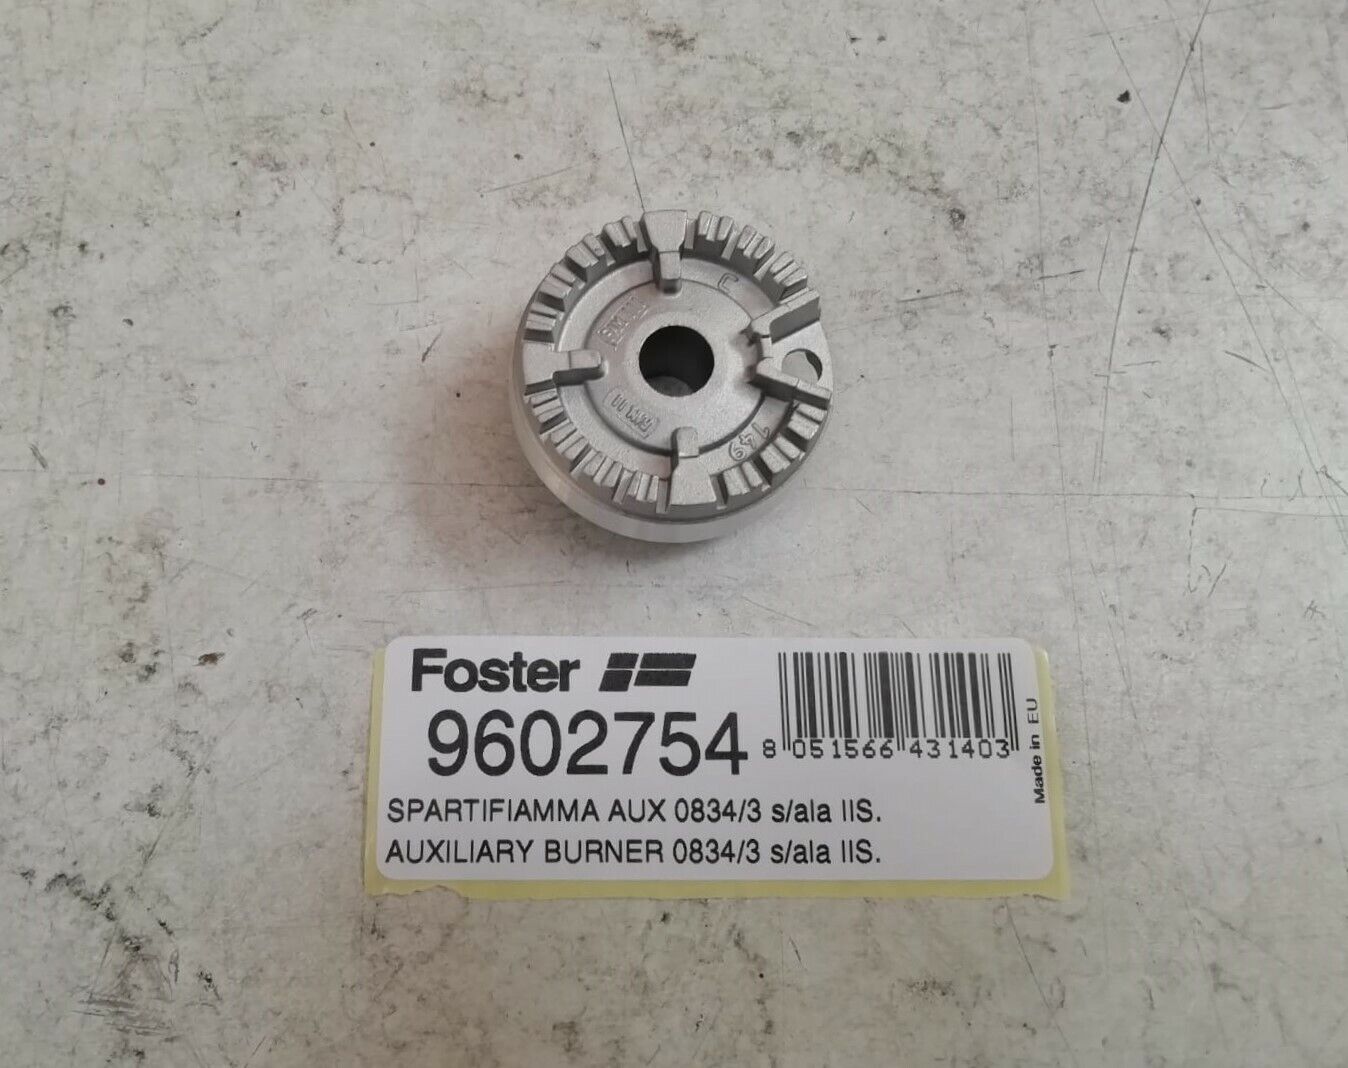 C
149
Foster
9602754
8 051566 431403
Made in EU
SPARTIFIAMMA AUX 0834/3 s/ala IIS.
AUXILIARY BURNER 0834/3 s/ala IIS.